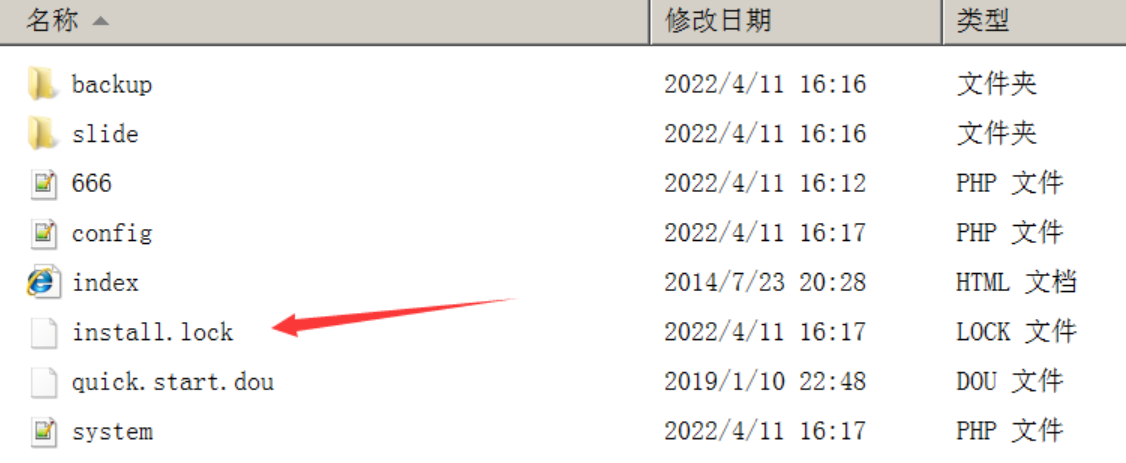 名称 修改日期 类型
backup 2022/4/11 16:16 文件夹
slide 2022/4/11 16:16 文件夹
666 2022/4/11 16:12 PHP 文件
config 2022/4/11 16:17 PHP 文件
index 2014/7/23 20:28 HTML 文档
install.lock 2022/4/11 16:17 LOCK 文件
quick.start.dou 2019/1/10 22:48 DOU 文件
system 2022/4/11 16:17 PHP 文件